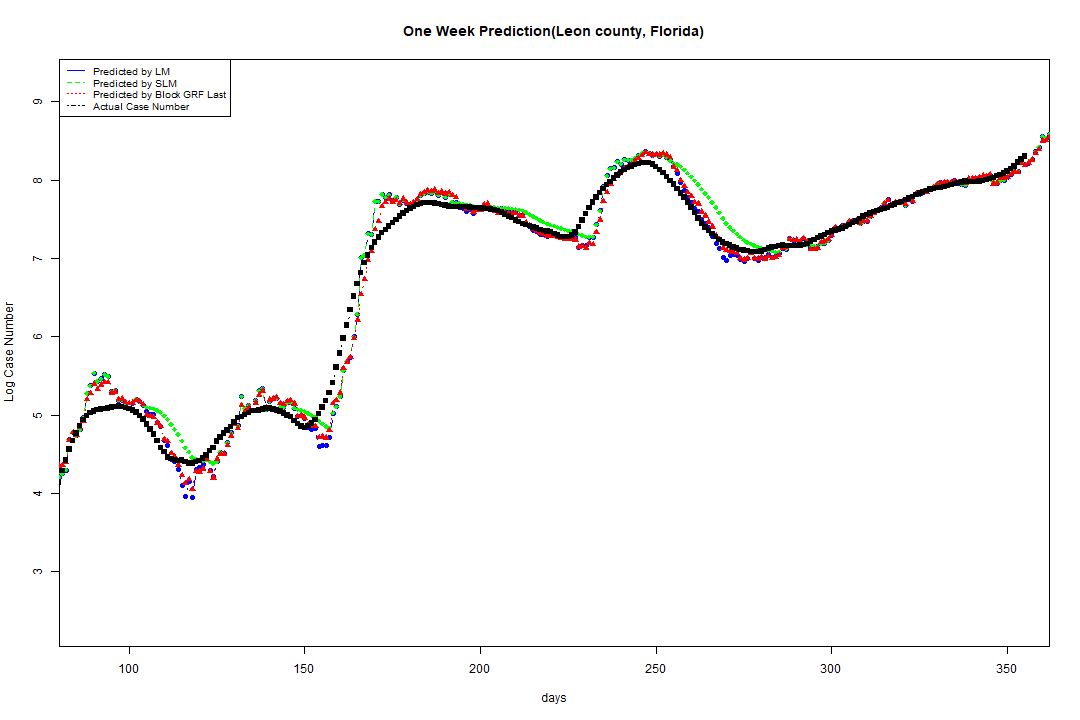 One Week Prediction(Leon county, Florida)
Predicted by LM
Predicted by SLM
Predicted by Block GRF Last
Actual Case Number
9
8
7
6
5
4
3
Log Case Number
100 150 200 250 300 350
days